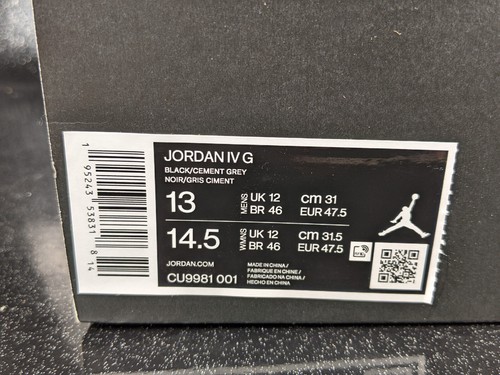 JORDAN IV G
BLACK/CEMENT GREY
NOIR/GRIS CIMENT
13 MENS UK 12 cm 31
BR 46 EUR 47.5
14.5 WMNS UK 12 cm 31.5
BR 46 EUR 47.5
JORDAN.COM
CU9981 001
MADE IN CHINA /
FABRIQUE EN CHINE /
FABRICADO NA CHINA /
HECHO EN CHINA
1 95243 53831 8 14